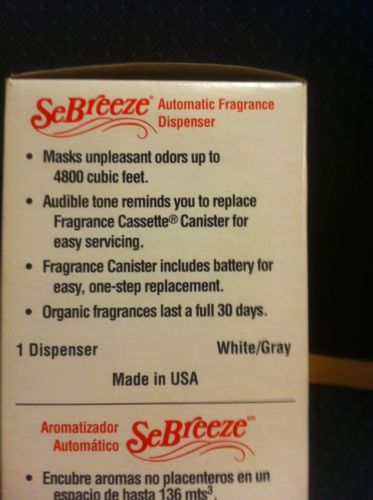 SeBreeze® Automatic Fragrance
Dispenser
• Masks unpleasant odors up to
4800 cubic feet.
• Audible tone reminds you to replace
Fragrance Cassette® Canister for
easy servicing.
• Fragrance Canister includes battery for
easy, one-step replacement.
• Organic fragrances last a full 30 days.
1 Dispenser White/Gray
Made in USA
Aromatizador
Automático SeBreeze
• Encubre aromas no placenteros en un
espacio de hasta 136 mts³.